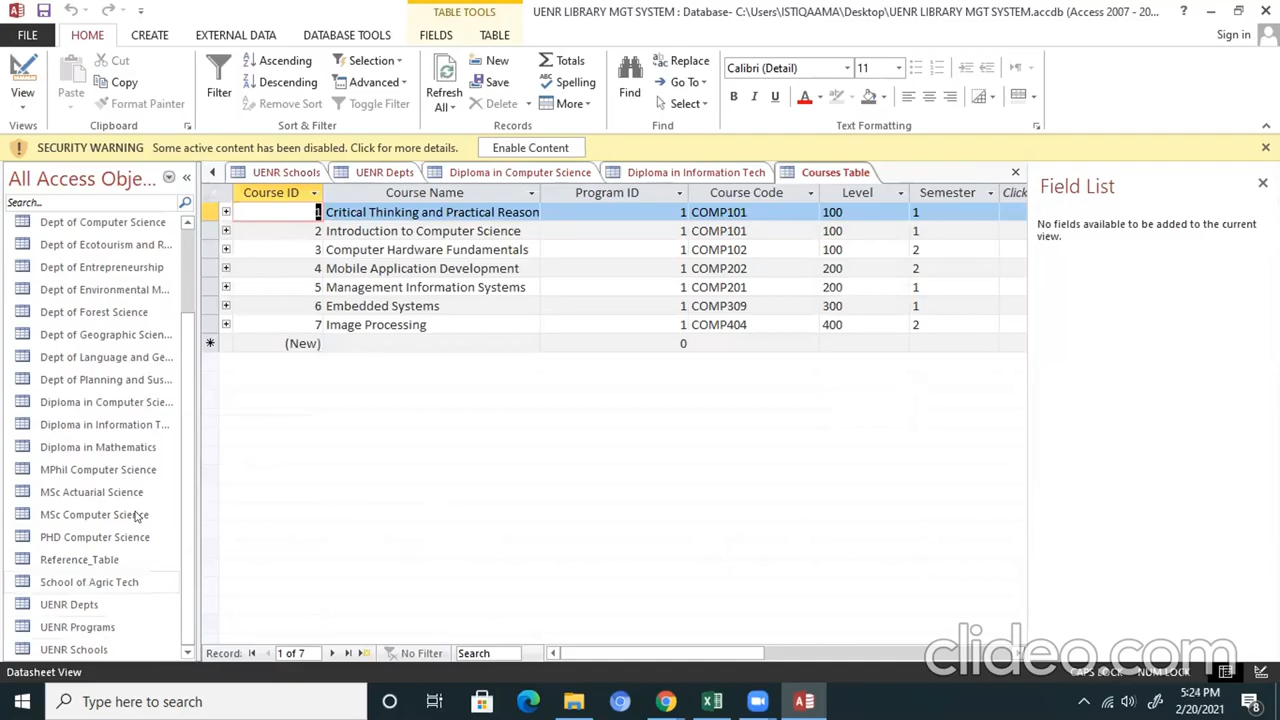 TABLE TOOLS
UENR LIBRARY MGT SYSTEM : Database- C:\Users\ISTIQAAMA\Desktop\UENR LIBRARY MGT SYSTEM.accdb (Access 2007 - 20...
FILE HOME CREATE EXTERNAL DATA DATABASE TOOLS FIELDS TABLE Sign in
View Paste Cut Copy Format Painter Filter Ascending Descending Remove Sort Selection Advanced Toggle Filter Refresh All New Save Delete Totals Spelling More Find Replace Go To Select Calibri (Detail) 11
B I U A
Views Clipboard Sort & Filter Records Find Text Formatting
SECURITY WARNING Some active content has been disabled. Click for more details. Enable Content
All Access Obje...
Search...
Dept of Computer Science
Dept of Ecotourism and R...
Dept of Entrepreneurship
Dept of Environmental M...
Dept of Forest Science
Dept of Geographic Scien...
Dept of Language and Ge...
Dept of Planning and Sus...
Diploma in Computer Scie...
Diploma in Information T...
Diploma in Mathematics
MPhil Computer Science
MSc Actuarial Science
MSc Computer Science
PHD Computer Science
Reference_Table
School of Agric Tech
UENR Depts
UENR Programs
UENR Schools
UENR Schools UENR Depts Diploma in Computer Science Diploma in Information Tech Courses Table
Course ID Course Name Program ID Course Code Level Semester Click
1 Critical Thinking and Practical Reason 1 COMP101 100 1
2 Introduction to Computer Science 1 COMP101 100 1
3 Computer Hardware Fundamentals 1 COMP102 100 2
4 Mobile Application Development 1 COMP202 200 2
5 Management Information Systems 1 COMP201 200 1
6 Embedded Systems 1 COMP309 300 1
7 Image Processing 1 COMP404 400 2
(New) 0
Field List
No fields available to be added to the current
view.
Record: 1 of 7 No Filter Search
clideo.com
Datasheet View CAPS LOCK NUM LOCK
Type here to search
5:24 PM
2/20/2021
8